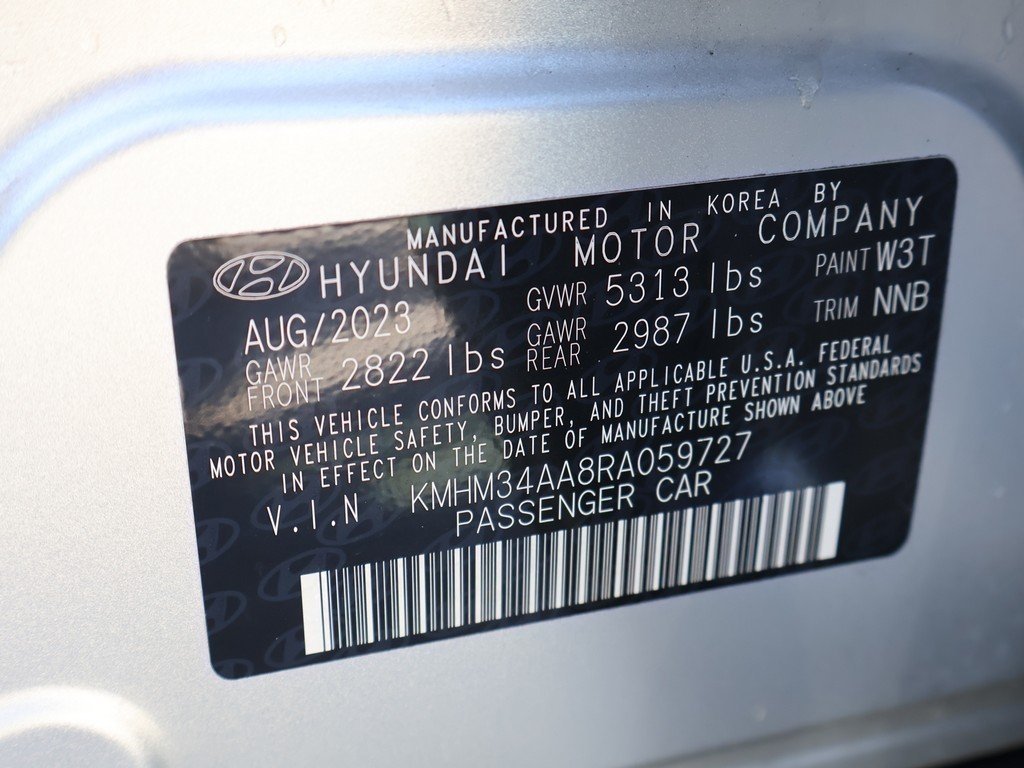 MANUFACTURED IN KOREA BY
HYUNDAI MOTOR COMPANY
AUG/2023 GVWR 5313 lbs PAINT W3T
GAWR FRONT 2822 lbs GAWR REAR 2987 lbs TRIM NNB
THIS VEHICLE CONFORMS TO ALL APPLICABLE U.S.A. FEDERAL
MOTOR VEHICLE SAFETY, BUMPER, AND THEFT PREVENTION STANDARDS
IN EFFECT ON THE DATE OF MANUFACTURE SHOWN ABOVE
V.I.N KMHM34AA8RA059727
PASSENGER CAR